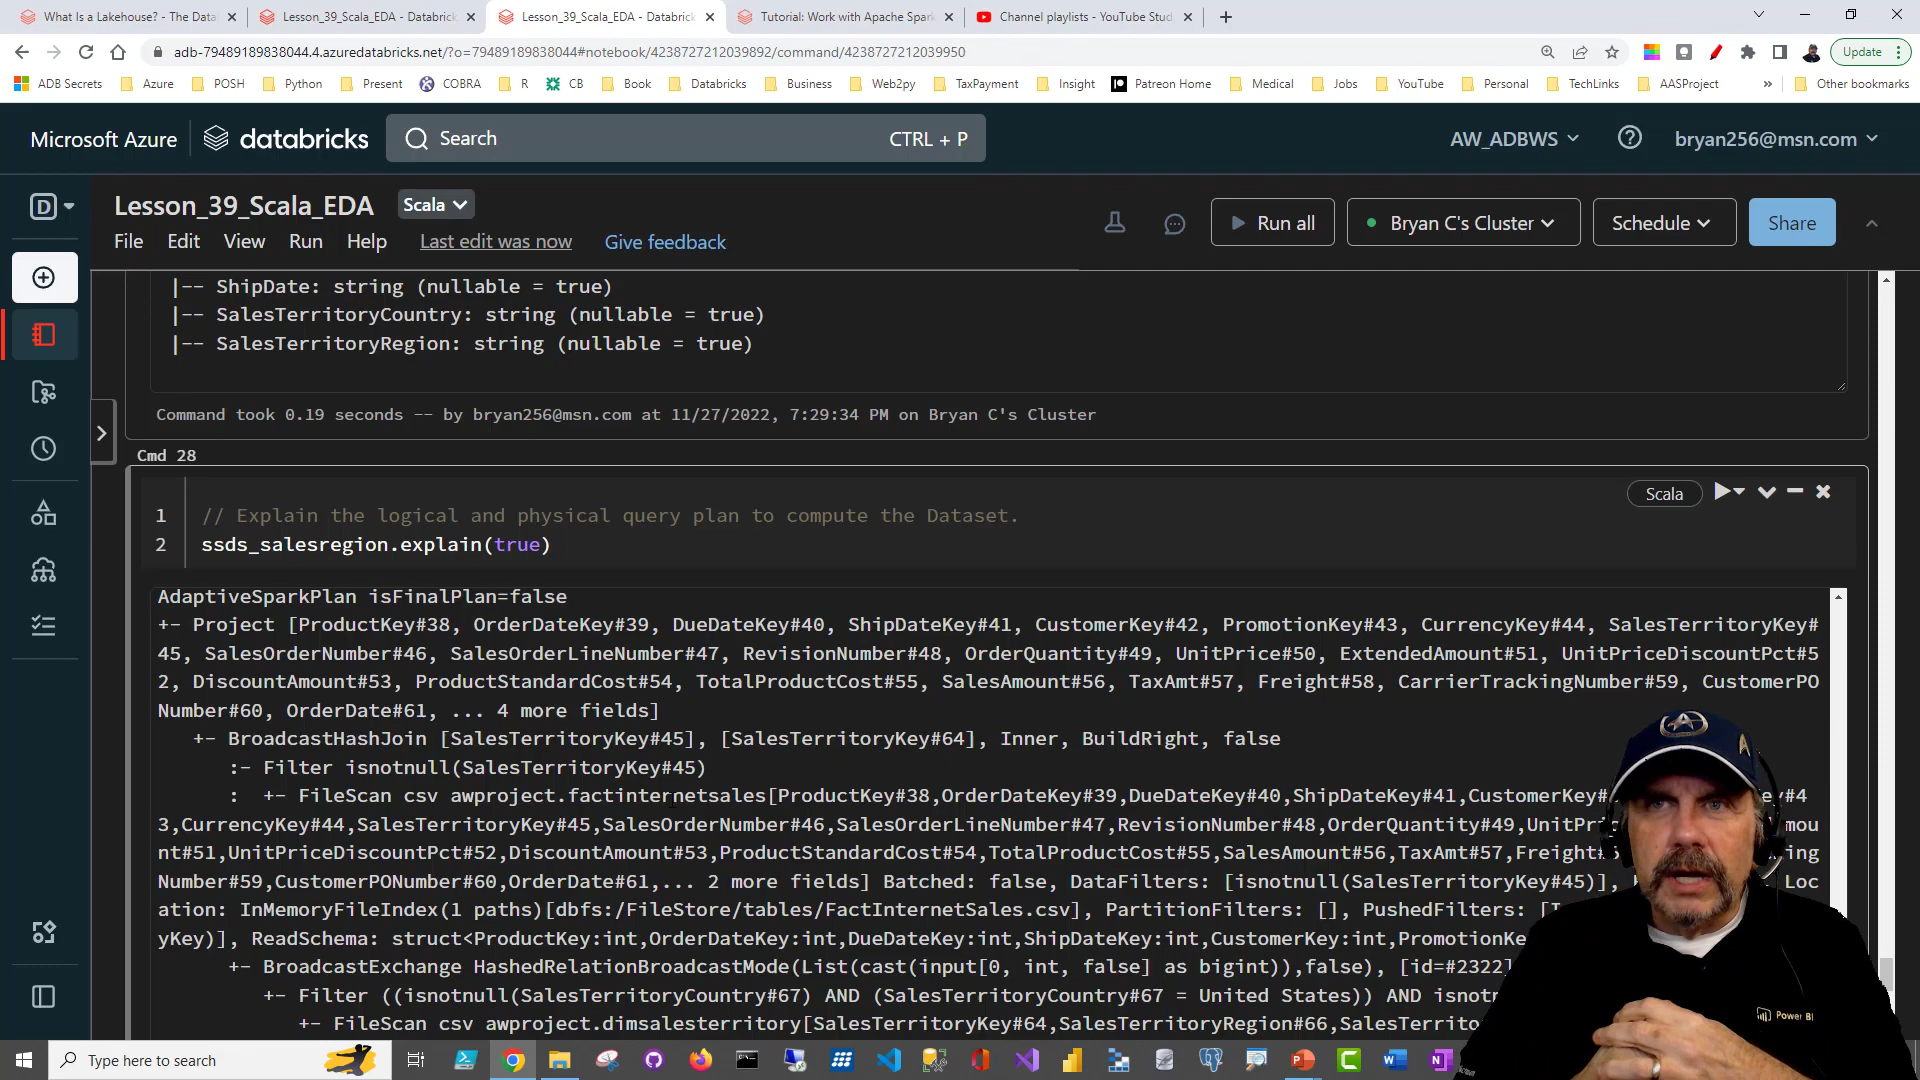 What Is a Lakehouse? - The Data
Lesson_39_Scala_EDA - Databrick
Lesson_39_Scala_EDA - Databrick
Tutorial: Work with Apache Spark
Channel playlists - YouTube Stud
adb-79489189838044.4.azuredatabricks.net/?o=79489189838044#notebook/4238727212039892/command/4238727212039950
Update
ADB Secrets Azure POSH Python Present COBRA R CB Book Databricks Business Web2py TaxPayment Insight Patreon Home Medical Jobs YouTube Personal TechLinks AASProject » Other bookmarks
Microsoft Azure databricks Search CTRL + P AW_ADBWS bryan256@msn.com
Lesson_39_Scala_EDA Scala
Run all Bryan C's Cluster Schedule Share
File Edit View Run Help Last edit was now Give feedback
|-- ShipDate: string (nullable = true)
|-- SalesTerritoryCountry: string (nullable = true)
|-- SalesTerritoryRegion: string (nullable = true)
Command took 0.19 seconds -- by bryan256@msn.com at 11/27/2022, 7:29:34 PM on Bryan C's Cluster
Cmd 28
Scala
1 // Explain the logical and physical query plan to compute the Dataset.
2 ssds_salesregion.explain(true)
AdaptiveSparkPlan isFinalPlan=false
+- Project [ProductKey#38, OrderDateKey#39, DueDateKey#40, ShipDateKey#41, CustomerKey#42, PromotionKey#43, CurrencyKey#44, SalesTerritoryKey#
45, SalesOrderNumber#46, SalesOrderLineNumber#47, RevisionNumber#48, OrderQuantity#49, UnitPrice#50, ExtendedAmount#51, UnitPriceDiscountPct#5
2, DiscountAmount#53, ProductStandardCost#54, TotalProductCost#55, SalesAmount#56, TaxAmt#57, Freight#58, CarrierTrackingNumber#59, CustomerPO
Number#60, OrderDate#61, ... 4 more fields]
+- BroadcastHashJoin [SalesTerritoryKey#45], [SalesTerritoryKey#64], Inner, BuildRight, false
:- Filter isnotnull(SalesTerritoryKey#45)
: +- FileScan csv awproject.factinternetsales[ProductKey#38,OrderDateKey#39,DueDateKey#40,ShipDateKey#41,CustomerKey# y#4
3,CurrencyKey#44,SalesTerritoryKey#45,SalesOrderNumber#46,SalesOrderLineNumber#47,RevisionNumber#48,OrderQuantity#49,UnitPri mou
nt#51,UnitPriceDiscountPct#52,DiscountAmount#53,ProductStandardCost#54,TotalProductCost#55,SalesAmount#56,TaxAmt#57,Freight# ing
Number#59,CustomerPONumber#60,OrderDate#61,... 2 more fields] Batched: false, DataFilters: [isnotnull(SalesTerritoryKey#45)], Loc
ation: InMemoryFileIndex(1 paths)[dbfs:/FileStore/tables/FactInternetSales.csv], PartitionFilters: [], PushedFilters:
yKey)], ReadSchema: struct<ProductKey:int,OrderDateKey:int,DueDateKey:int,ShipDateKey:int,CustomerKey:int,PromotionKe
+- BroadcastExchange HashedRelationBroadcastMode(List(cast(input[0, int, false] as bigint)),false), [id=#2322]
+- Filter ((isnotnull(SalesTerritoryCountry#67) AND (SalesTerritoryCountry#67 = United States)) AND isnotn
+- FileScan csv awproject.dimsalesterritory[SalesTerritoryKey#64,SalesTerritoryRegion#66,SalesTerrito
Power BI
Type here to search